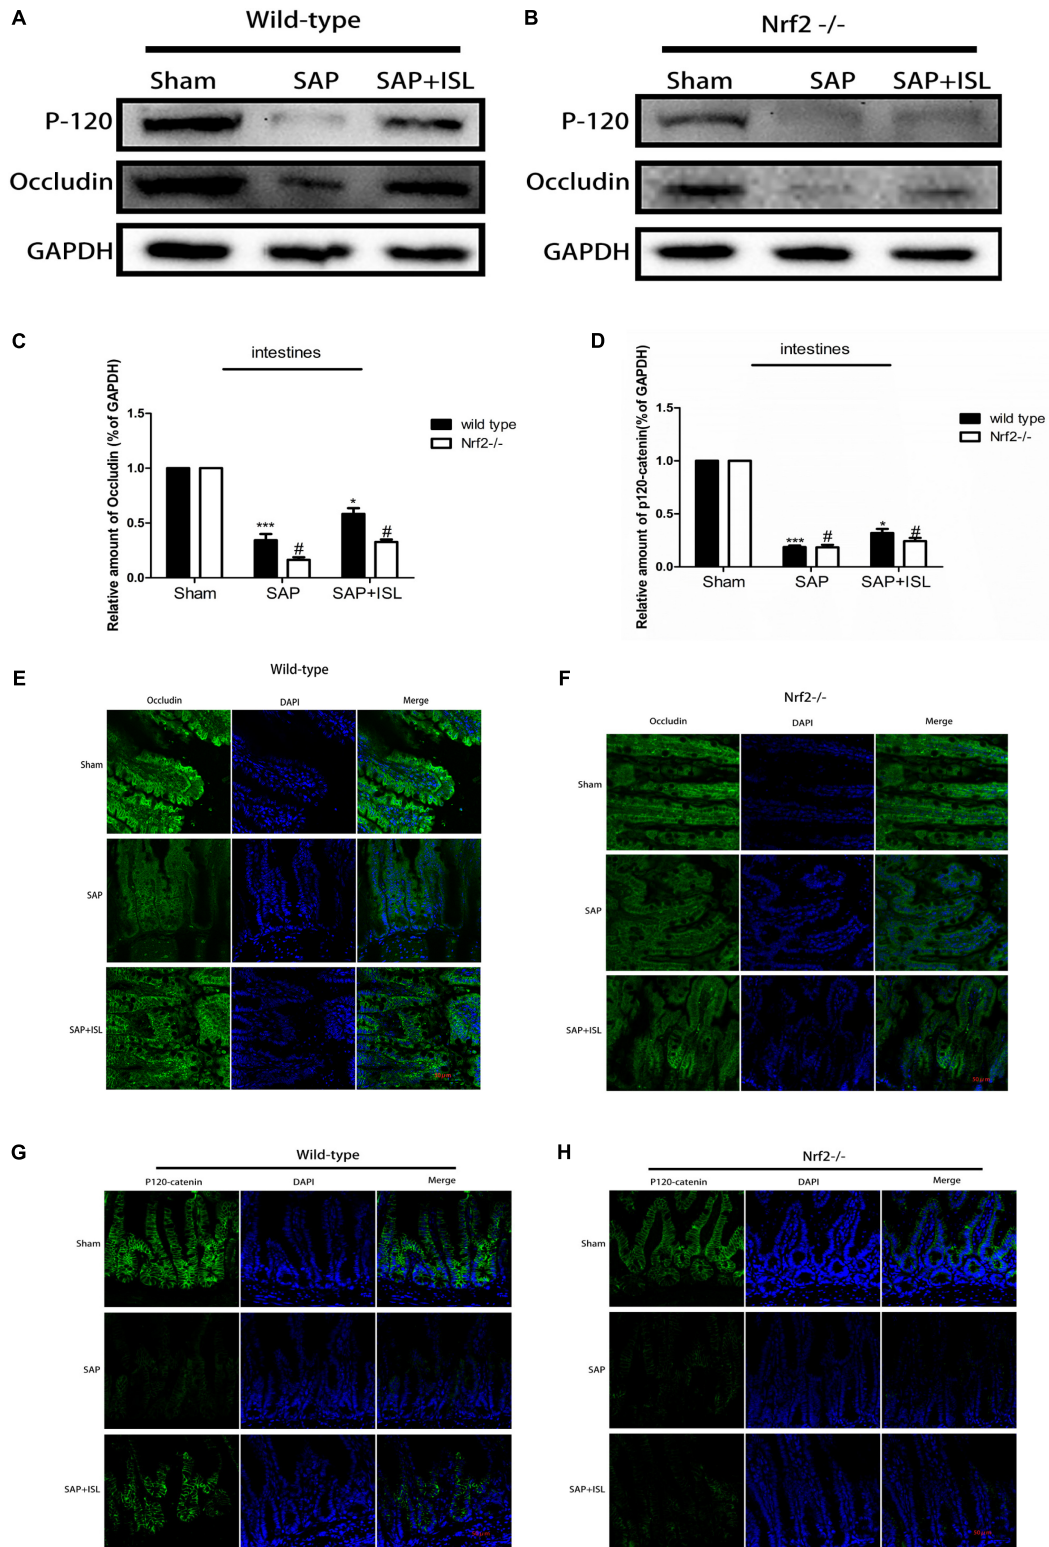 A
Wild-type
Sham SAP SAP+ISL
P-120
Occludin
GAPDH
B
Nrf2 -/-
Sham SAP SAP+ISL
P-120
Occludin
GAPDH
C
intestines
Relative amount of Occludin (%of GAPDH)
1.5
1.0
0.5
0.0
***
#
*
#
Sham SAP SAP+ISL
wild type
Nrf2-/-
D
intestines
Relative amount of p120-catenin(%of GAPDH)
1.5
1.0
0.5
0.0
***
#
*
#
Sham SAP SAP+ISL
wild type
Nrf2-/-
E
Wild-type
Occludin DAPI Merge
Sham
SAP
SAP+ISL
F
Nrf2-/-
Occludin DAPI Merge
Sham
SAP
SAP+ISL
50μm
G
Wild-type
P120-catenin DAPI Merge
Sham
SAP
SAP+ISL
H
Nrf2-/-
P120-catenin DAPI Merge
Sham
SAP
SAP+ISL
50μm